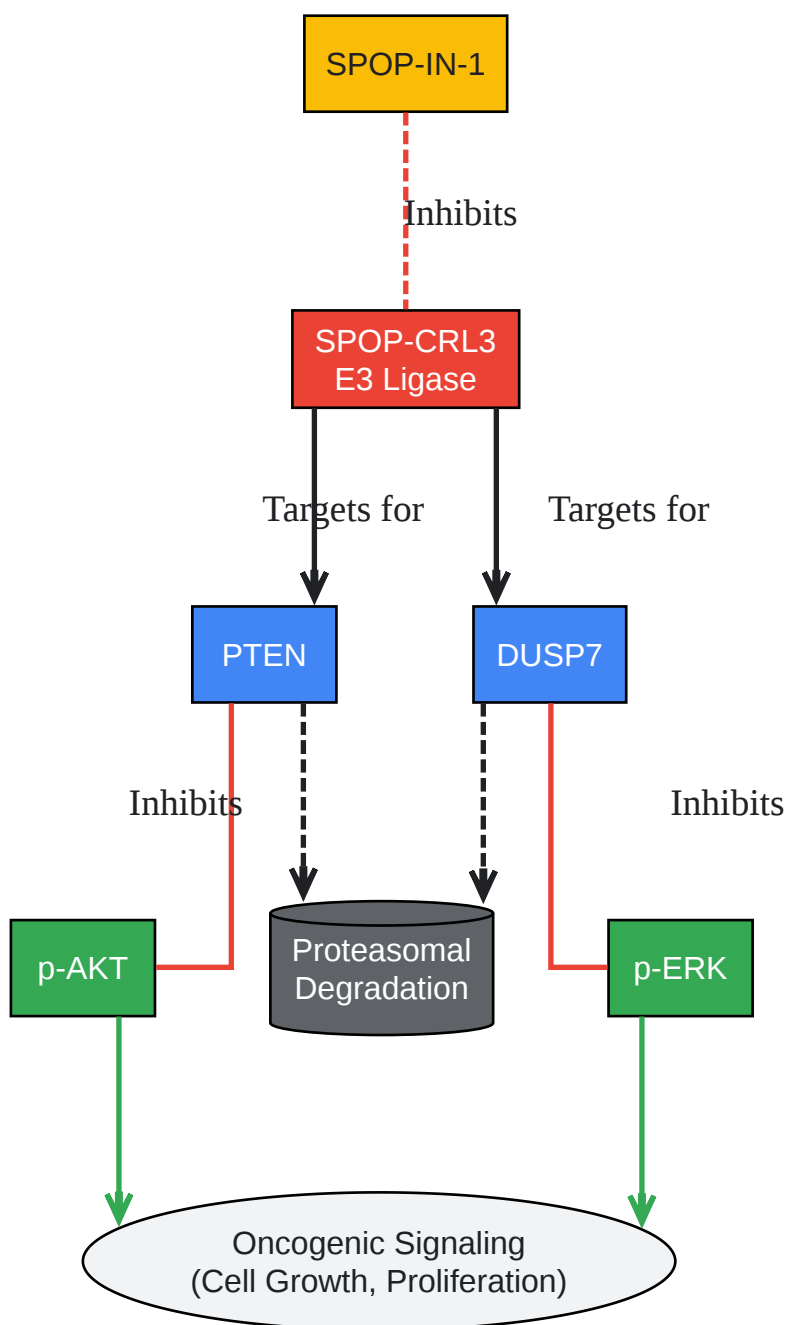 SPOP-IN-1
Inhibits
SPOP-CRL3
E3 Ligase
Targets for
Targets for
PTEN
DUSP7
Inhibits
Inhibits
p-AKT
Proteasomal
Degradation
p-ERK
Oncogenic Signaling
(Cell Growth, Proliferation)